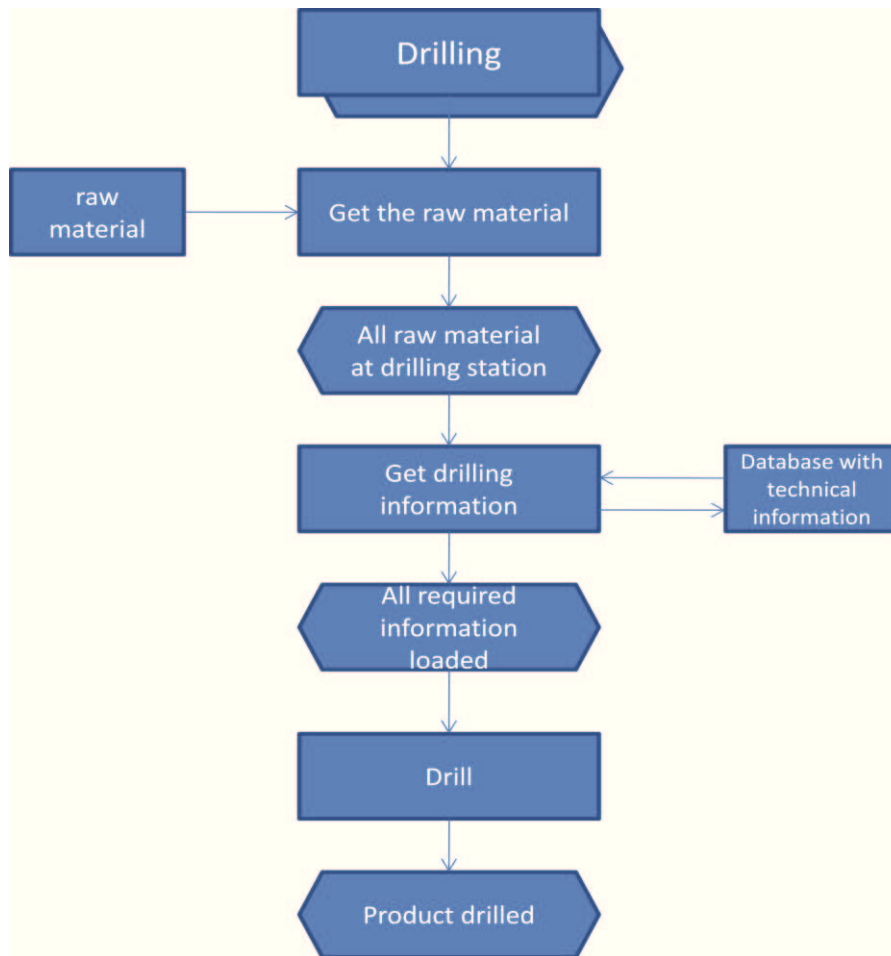 Drilling
raw
material
Get the raw material
All raw material
at drilling station
Get drilling
information
Database with
technical
information
All required
information
loaded
Drill
Product drilled